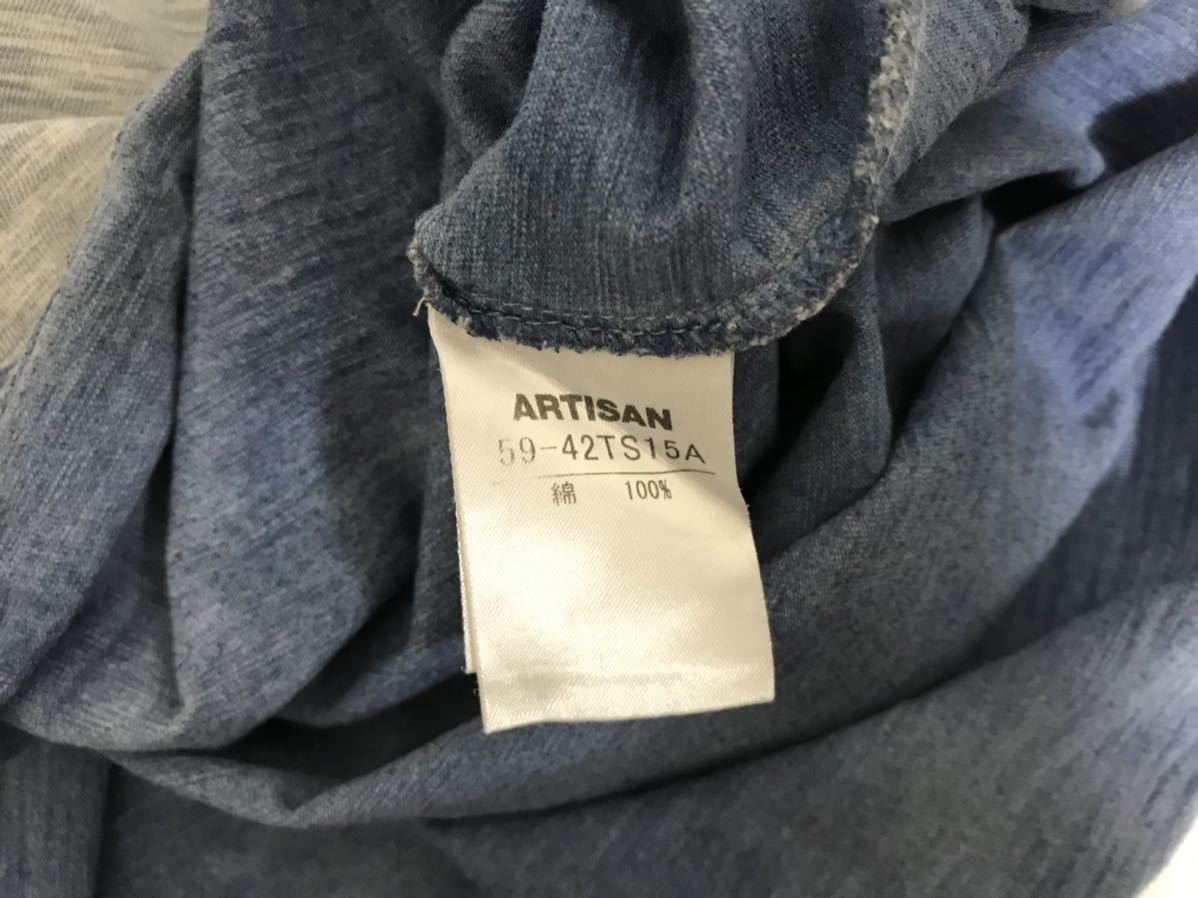 ARTISAN
59-42TS15A
綿 100%